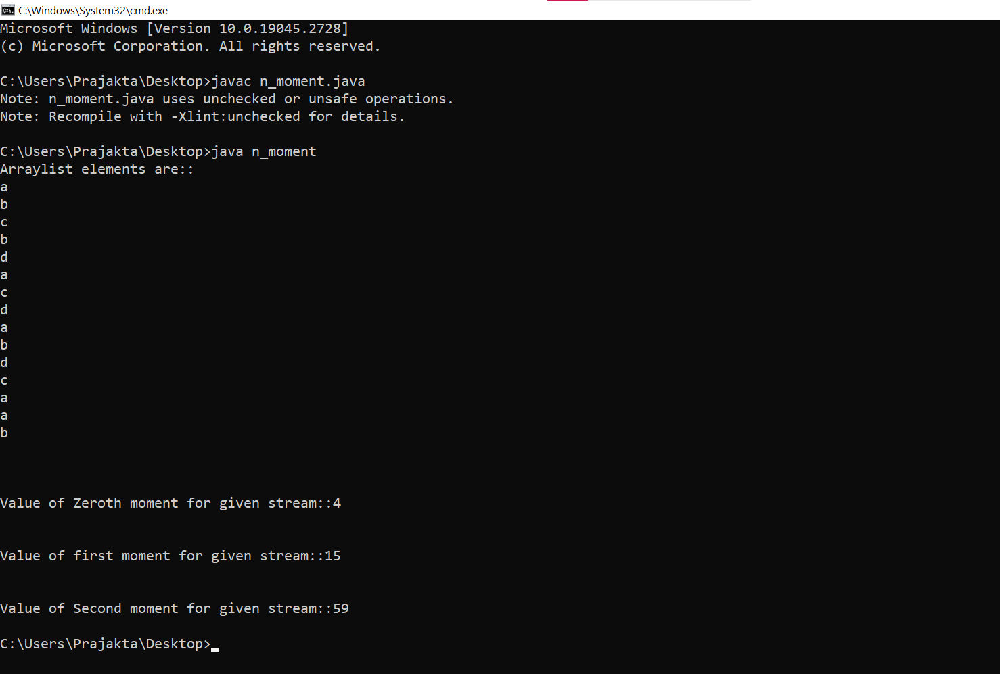 C:\Windows\System32\cmd.exe
Microsoft Windows [Version 10.0.19045.2728]
(c) Microsoft Corporation. All rights reserved.
C:\Users\Prajakta\Desktop>javac n_moment.java
Note: n_moment.java uses unchecked or unsafe operations.
Note: Recompile with -Xlint:unchecked for details.
C:\Users\Prajakta\Desktop>java n_moment
Arraylist elements are::
a
b
c
b
d
a
c
d
a
b
d
c
a
a
b
Value of Zeroth moment for given stream::4
Value of first moment for given stream::15
Value of Second moment for given stream::59
C:\Users\Prajakta\Desktop>